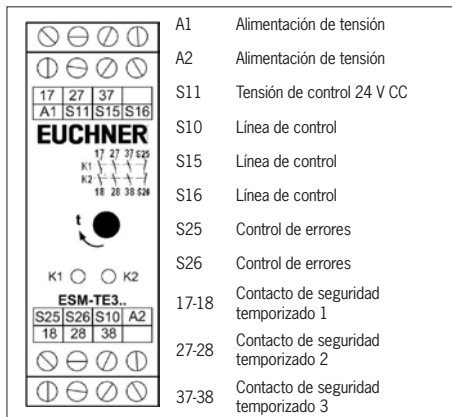 17 27 37
A1 S11 S15 S16
EUCHNER
17 27 37 S25
K1
K2
18 28 38 S26
t
K1 K2
ESM-TE3..
S25 S26 S10 A2
18 28 38
A1 Alimentación de tensión
A2 Alimentación de tensión
S11 Tensión de control 24 V CC
S10 Línea de control
S15 Línea de control
S16 Línea de control
S25 Control de errores
S26 Control de errores
17-18 Contacto de seguridad
temporizado 1
27-28 Contacto de seguridad
temporizado 2
37-38 Contacto de seguridad
temporizado 3